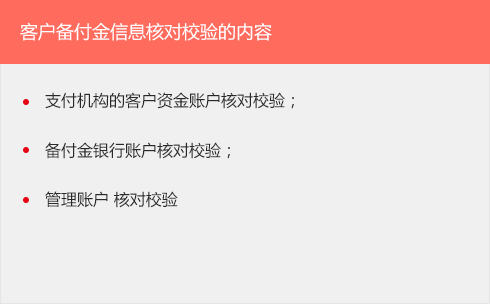 客户备付金信息核对校验的内容
支付机构的客户资金账户核对校验；
备付金银行账户核对校验；
管理账户 核对校验